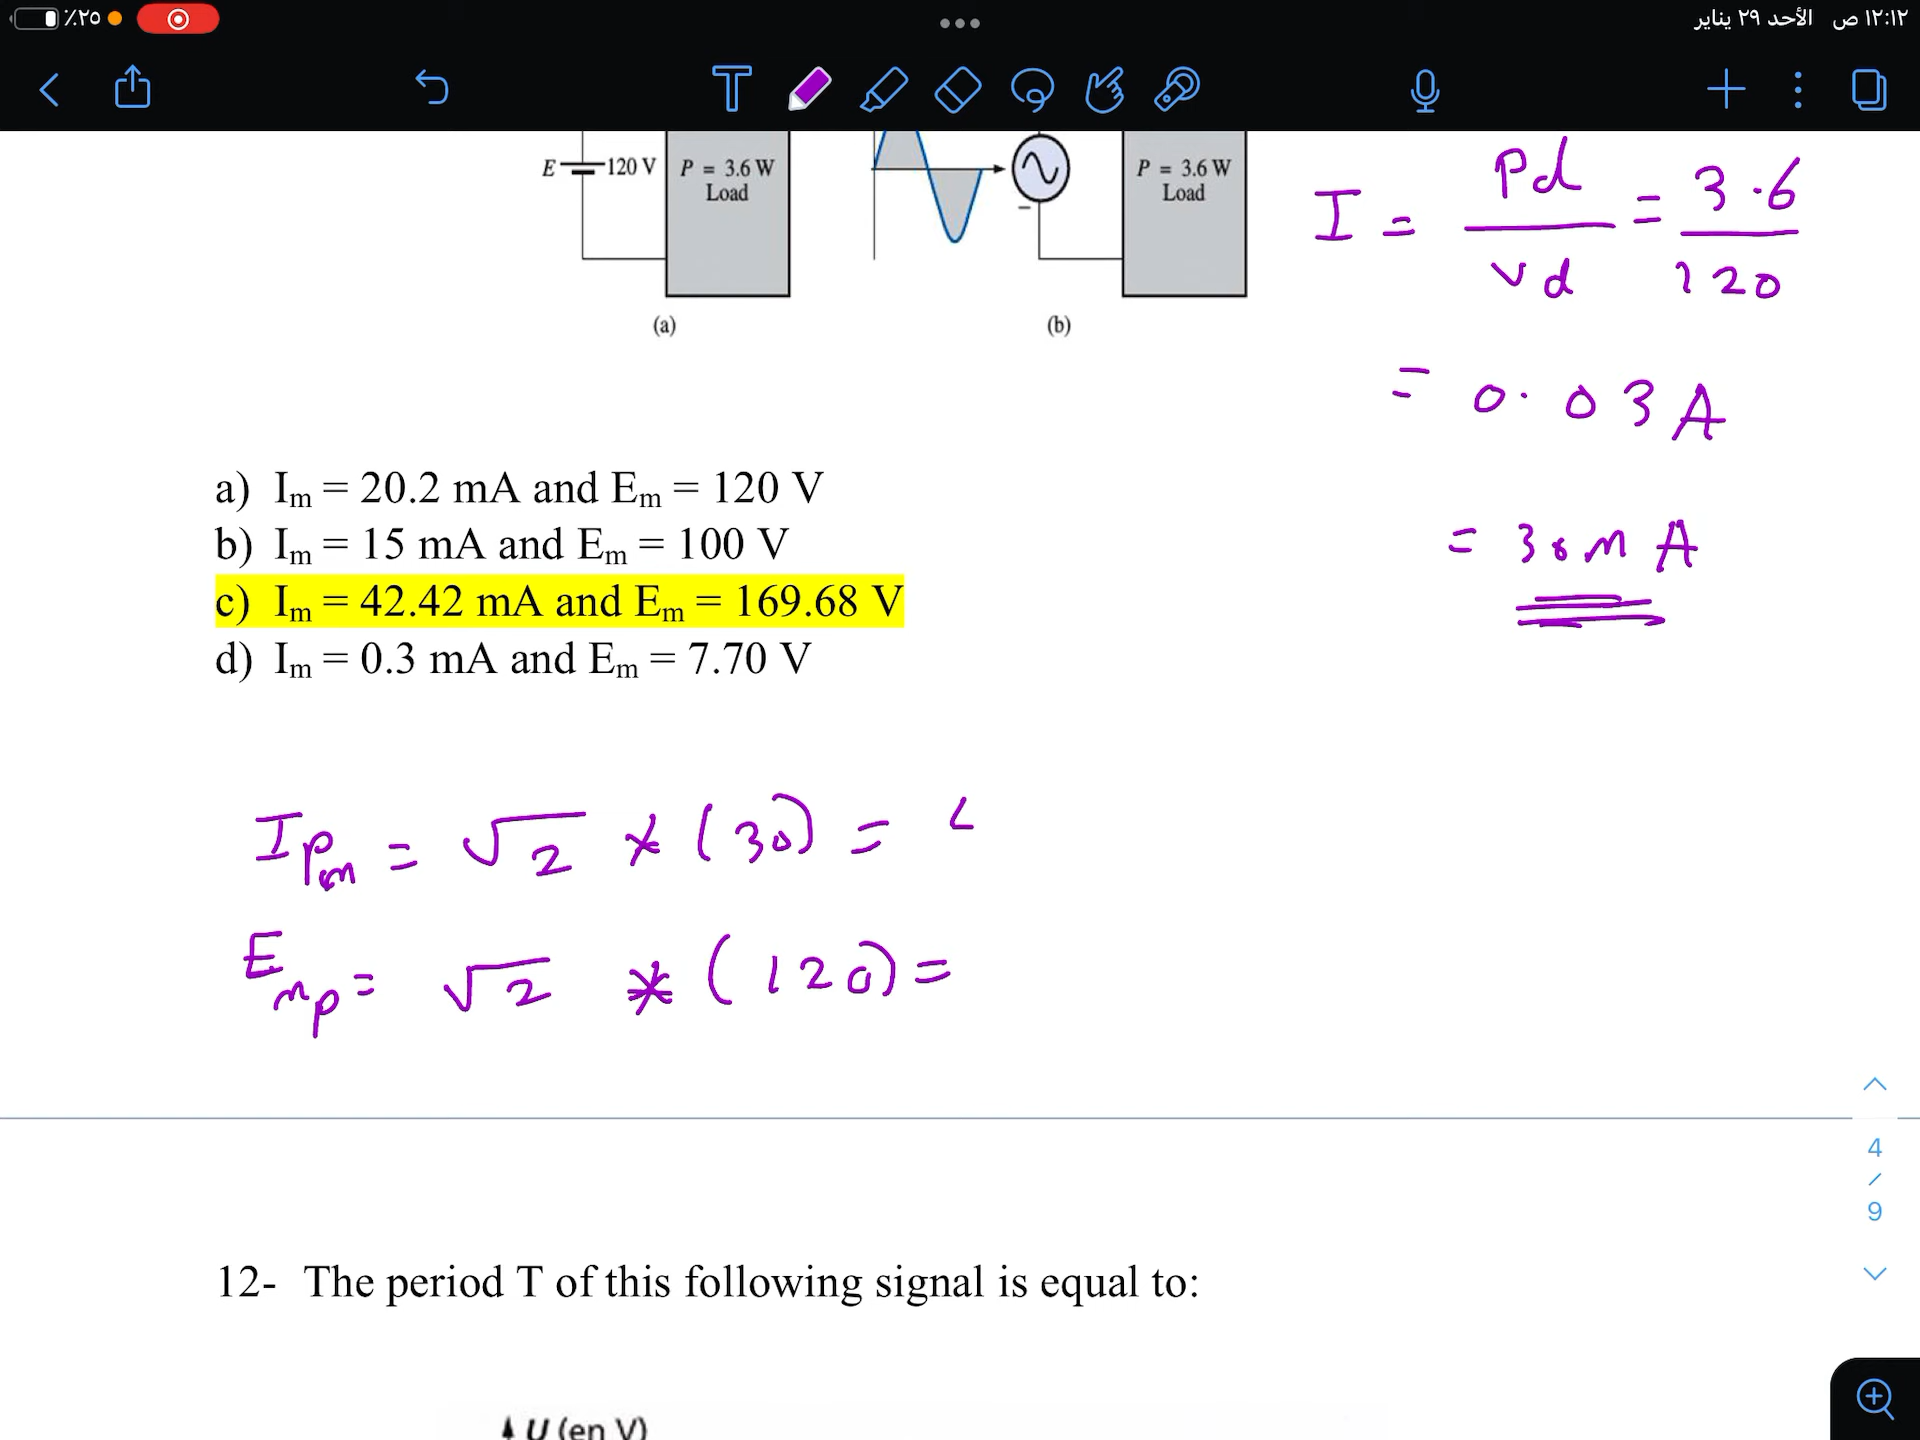 ٪٢٥
١٢:١٢ ص الأحد ٢٩ يناير
E 120 V
P = 3.6 W
Load
P = 3.6 W
Load
(a)
(b)
I = Pd / Vd = 3.6 / 120
= 0.03 A
= 30 m A
a) Im = 20.2 mA and Em = 120 V
b) Im = 15 mA and Em = 100 V
c) Im = 42.42 mA and Em = 169.68 V
d) Im = 0.3 mA and Em = 7.70 V
Ipm = √2 * (30) =
Emp = √2 * (120) =
4
/
9
12- The period T of this following signal is equal to:
U (en V)